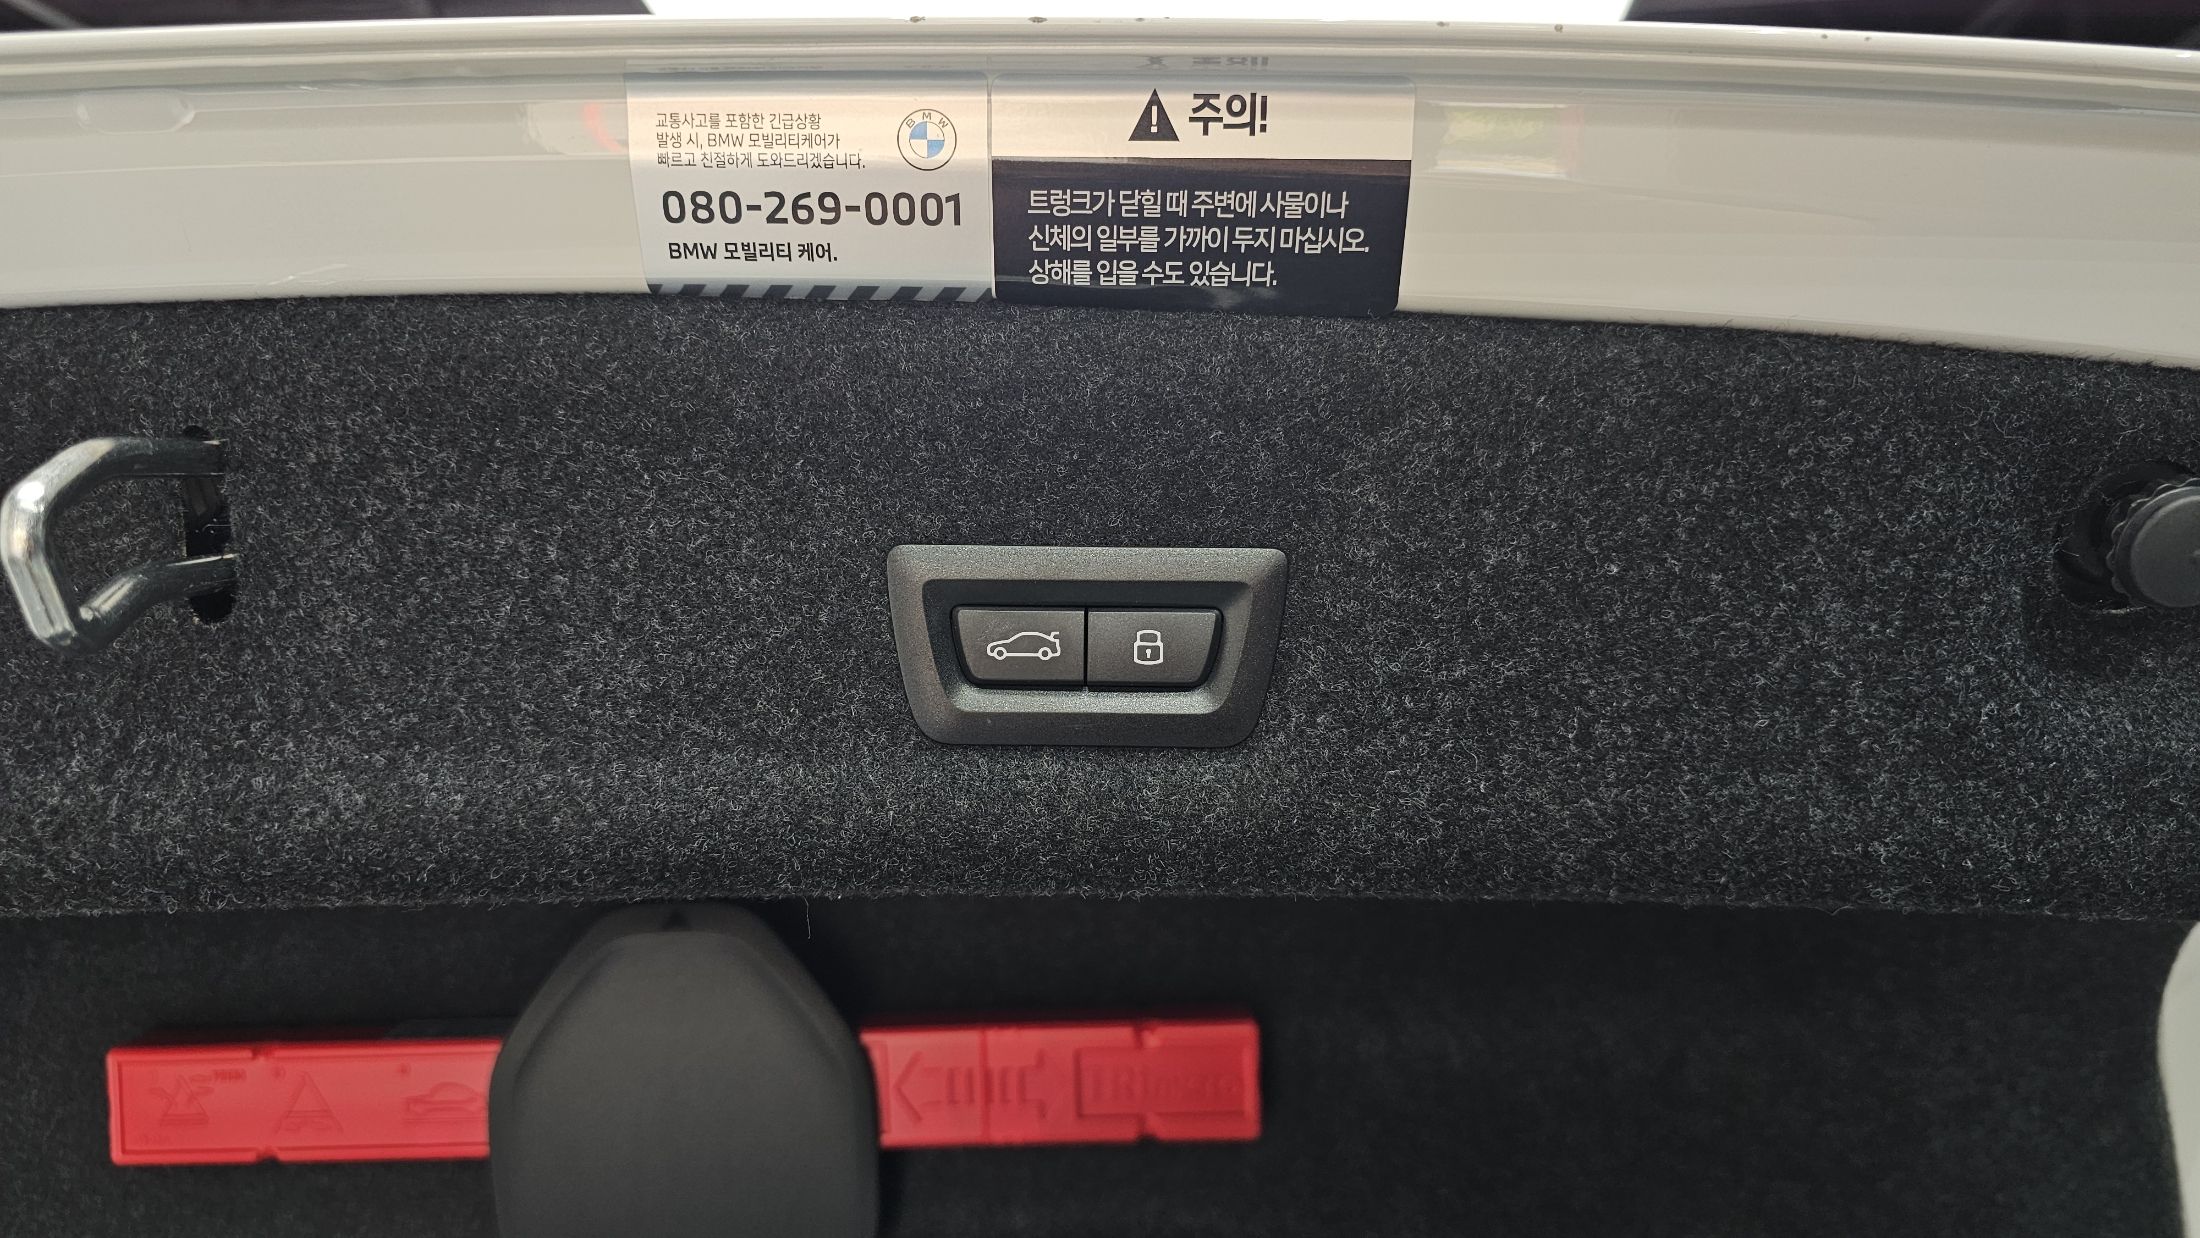 교통사고를 포함한 긴급상황
발생 시, BMW 모빌리티케어가
빠르고 친절하게 도와드리겠습니다.
BMW
080-269-0001
BMW 모빌리티 케어.
주의!
트렁크가 닫힐 때 주변에 사물이나
신체의 일부를 가까이 두지 마십시오.
상해를 입을 수도 있습니다.